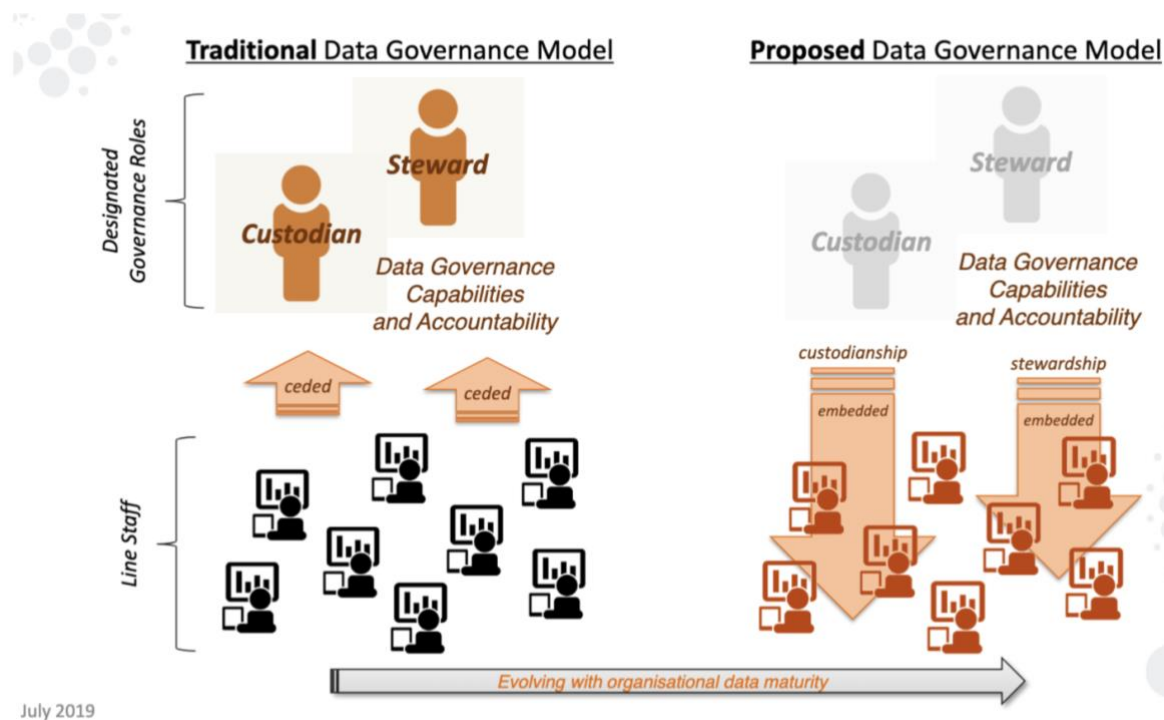 Traditional Data Governance Model
Proposed Data Governance Model
Designated
Governance Roles
Steward
Custodian
Data Governance
Capabilities
and Accountability
Steward
Custodian
Data Governance
Capabilities
and Accountability
ceded
ceded
custodianship
stewardship
embedded
embedded
Line Staff
Evolving with organisational data maturity
July 2019